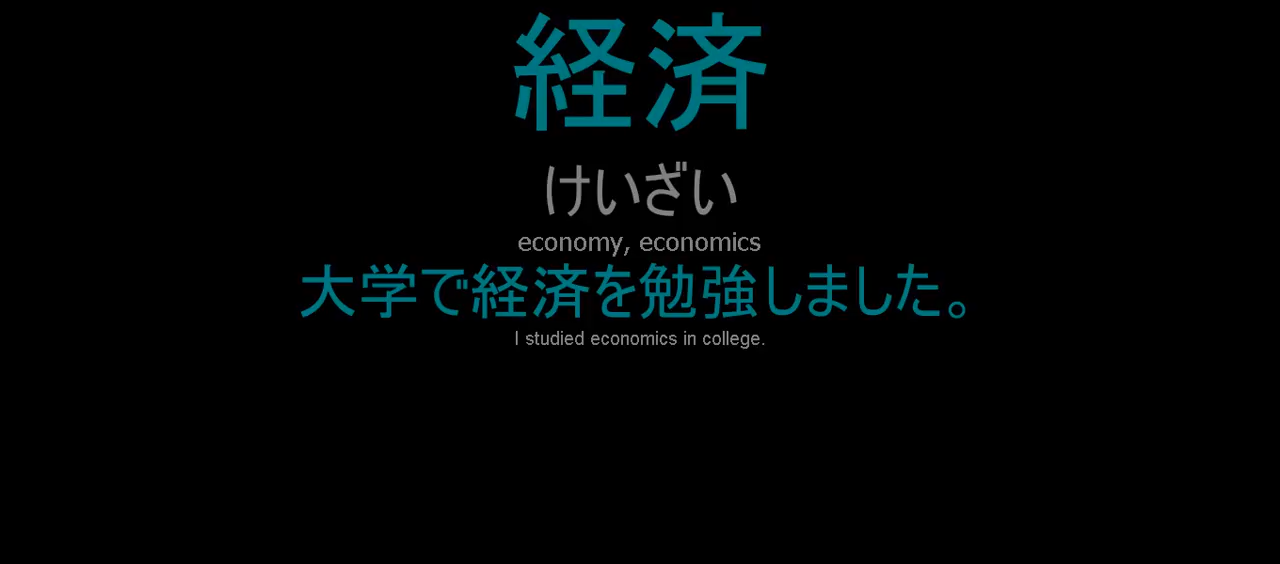 経済
けいざい
economy, economics
大学で経済を勉強しました。
I studied economics in college.